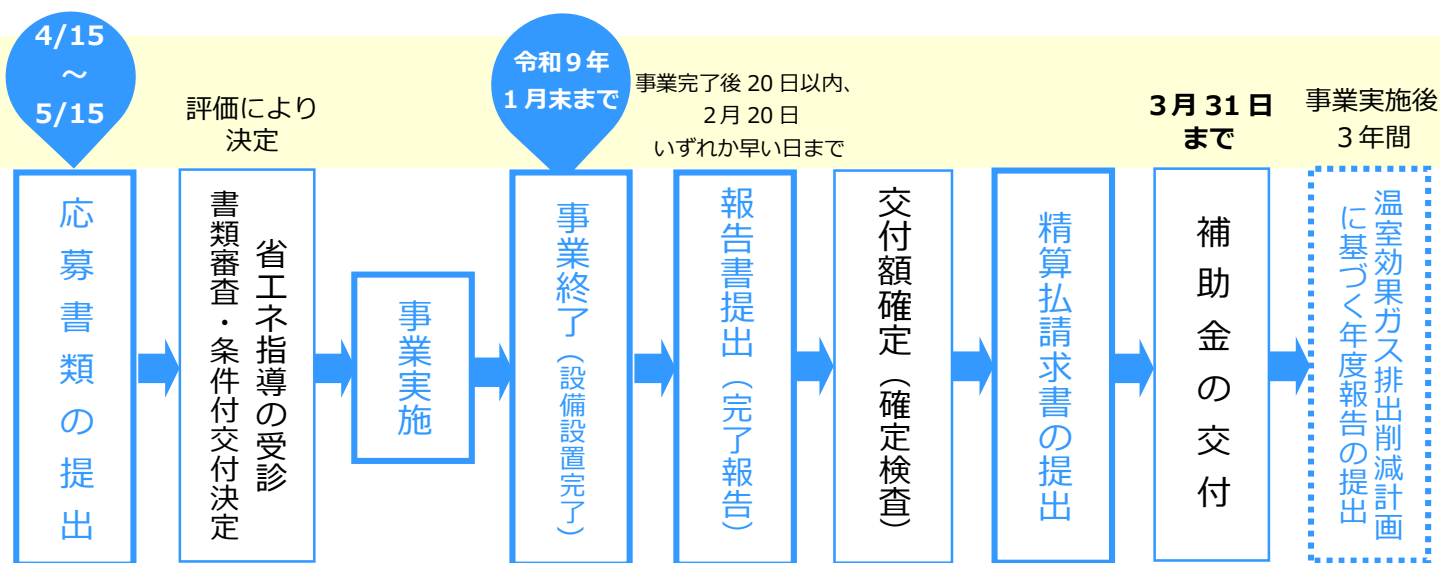 4/15
～
5/15
応募書類の提出
評価により
決定
省エネ指導の受診
書類審査・条件付交付決定
事業実施
令和９年
１月末まで
事業終了（設備設置完了）
事業完了後 20 日以内、
2月 20 日
いずれか早い日まで
報告書提出（完了報告）
交付額確定（確定検査）
精算払請求書の提出
３月 31 日
まで
補助金の交付
事業実施後
３年間
温室効果ガス排出削減計画
に基づく年度報告の提出